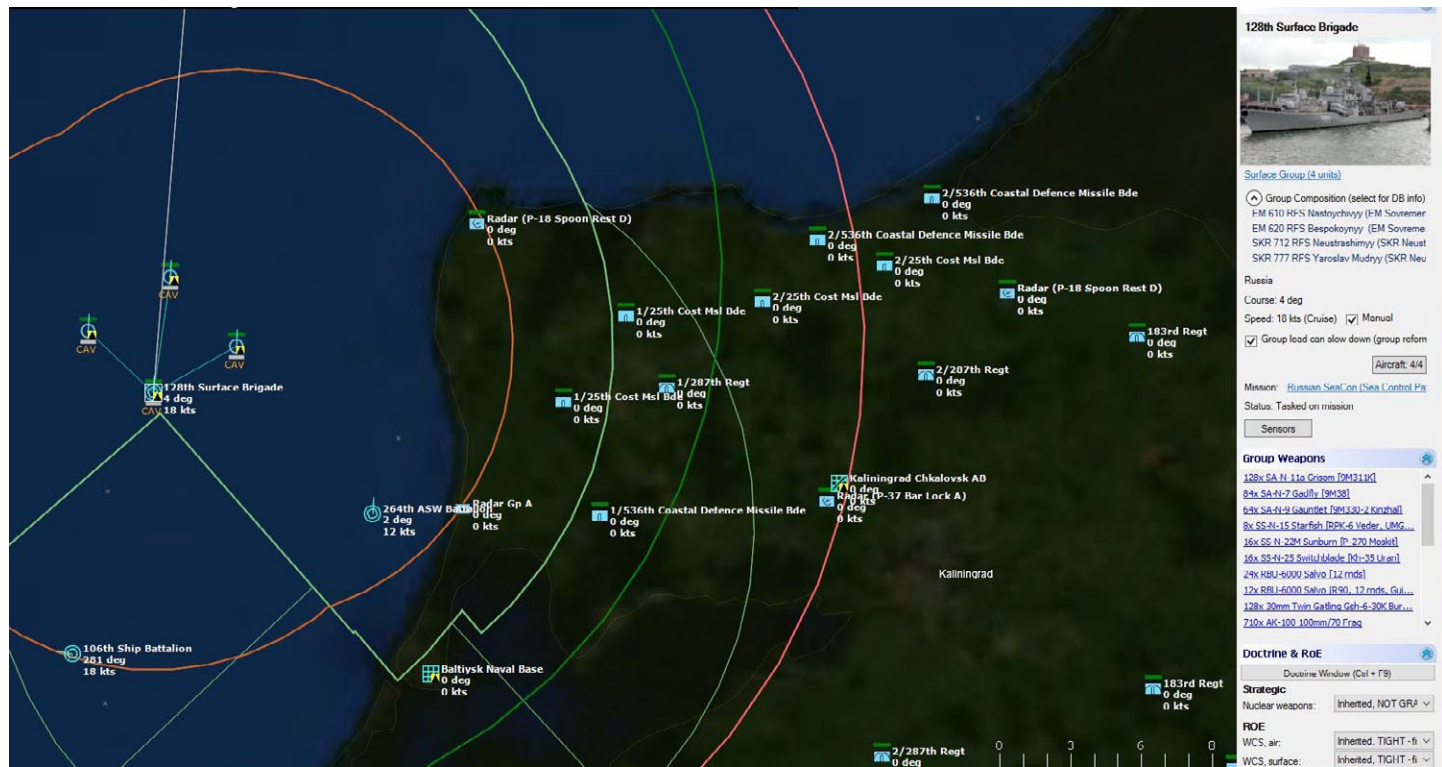 Radar (P-18 Spoon Rest D)
0 deg
0 kts
2/536th Coastal Defence Missile Bde
0 deg
0 kts
2/536th Coastal Defence Missile Bde
0 deg
0 kts
2/25th Cost Msl Bde
0 deg
0 kts
Radar (P-18 Spoon Rest D)
0 deg
0 kts
CAV
2/25th Cost Msl Bde
0 deg
0 kts
1/25th Cost Msl Bde
0 deg
0 kts
183rd Regt
0 deg
0 kts
CAV
CAV
128th Surface Brigade
4 deg
CAV 18 kts
1/287th Regt
0 deg
0 kts
2/287th Regt
0 deg
0 kts
1/25th Cost Msl Bde
0 deg
0 kts
Kaliningrad Chkalovsk AB
0 deg
0 kts
Radar (P-37 Bar Lock A)
0 deg
0 kts
264th ASW Battalion
2 deg
12 kts
Radar Gp A
0 deg
0 kts
1/536th Coastal Defence Missile Bde
0 deg
0 kts
Kaliningrad
106th Ship Battalion
281 deg
18 kts
Baltiysk Naval Base
0 deg
0 kts
183rd Regt
0 deg
0 kts
2/287th Regt
0 deg
0 kts
0 3 6
128th Surface Brigade
Surface Group (4 units)
Group Composition (select for DB info)
EM 610 RFS Nastoychivyy (EM Sovremer
EM 620 RFS Bespokoynyy (EM Sovreme
SKR 712 RFS Neustrashimyy (SKR Neust
SKR 777 RFS Yaroslav Mudryy (SKR Neu
Russia
Course: 4 deg
Speed: 18 kts (Cruise) Manual
Group lead can slow down (group reform
Aircraft: 4/4
Mission: Russian SeaCon (Sea Control Pa
Status: Tasked on mission
Sensors
Group Weapons
128x SA-N-11a Grisom [9M311K]
84x SA-N-7 Gadfly [9M38]
64x SA-N-9 Gauntlet [9M330-2 Kinzhal]
8x SS-N-15 Starfish [RPK-6 Veder, UMG...
16x SS-N-22M Sunburn [P-270 Moskit]
16x SS-N-25 Switchblade [Kh-35 Uran]
24x RBU-6000 Salvo [12 rnds]
12x RBU-6000 Salvo [R90, 12 rnds, Gui...
128x 30mm Twin Gatling Gsh-6-30K Bur...
710x AK-100 100mm/70 Frag
Doctrine & RoE
Doctrine Window (Ctrl + F9)
Strategic
Nuclear weapons: Inherited, NOT GRA
ROE
WCS, air: Inherited, TIGHT - fi
WCS, surface: Inherited, TIGHT - fi